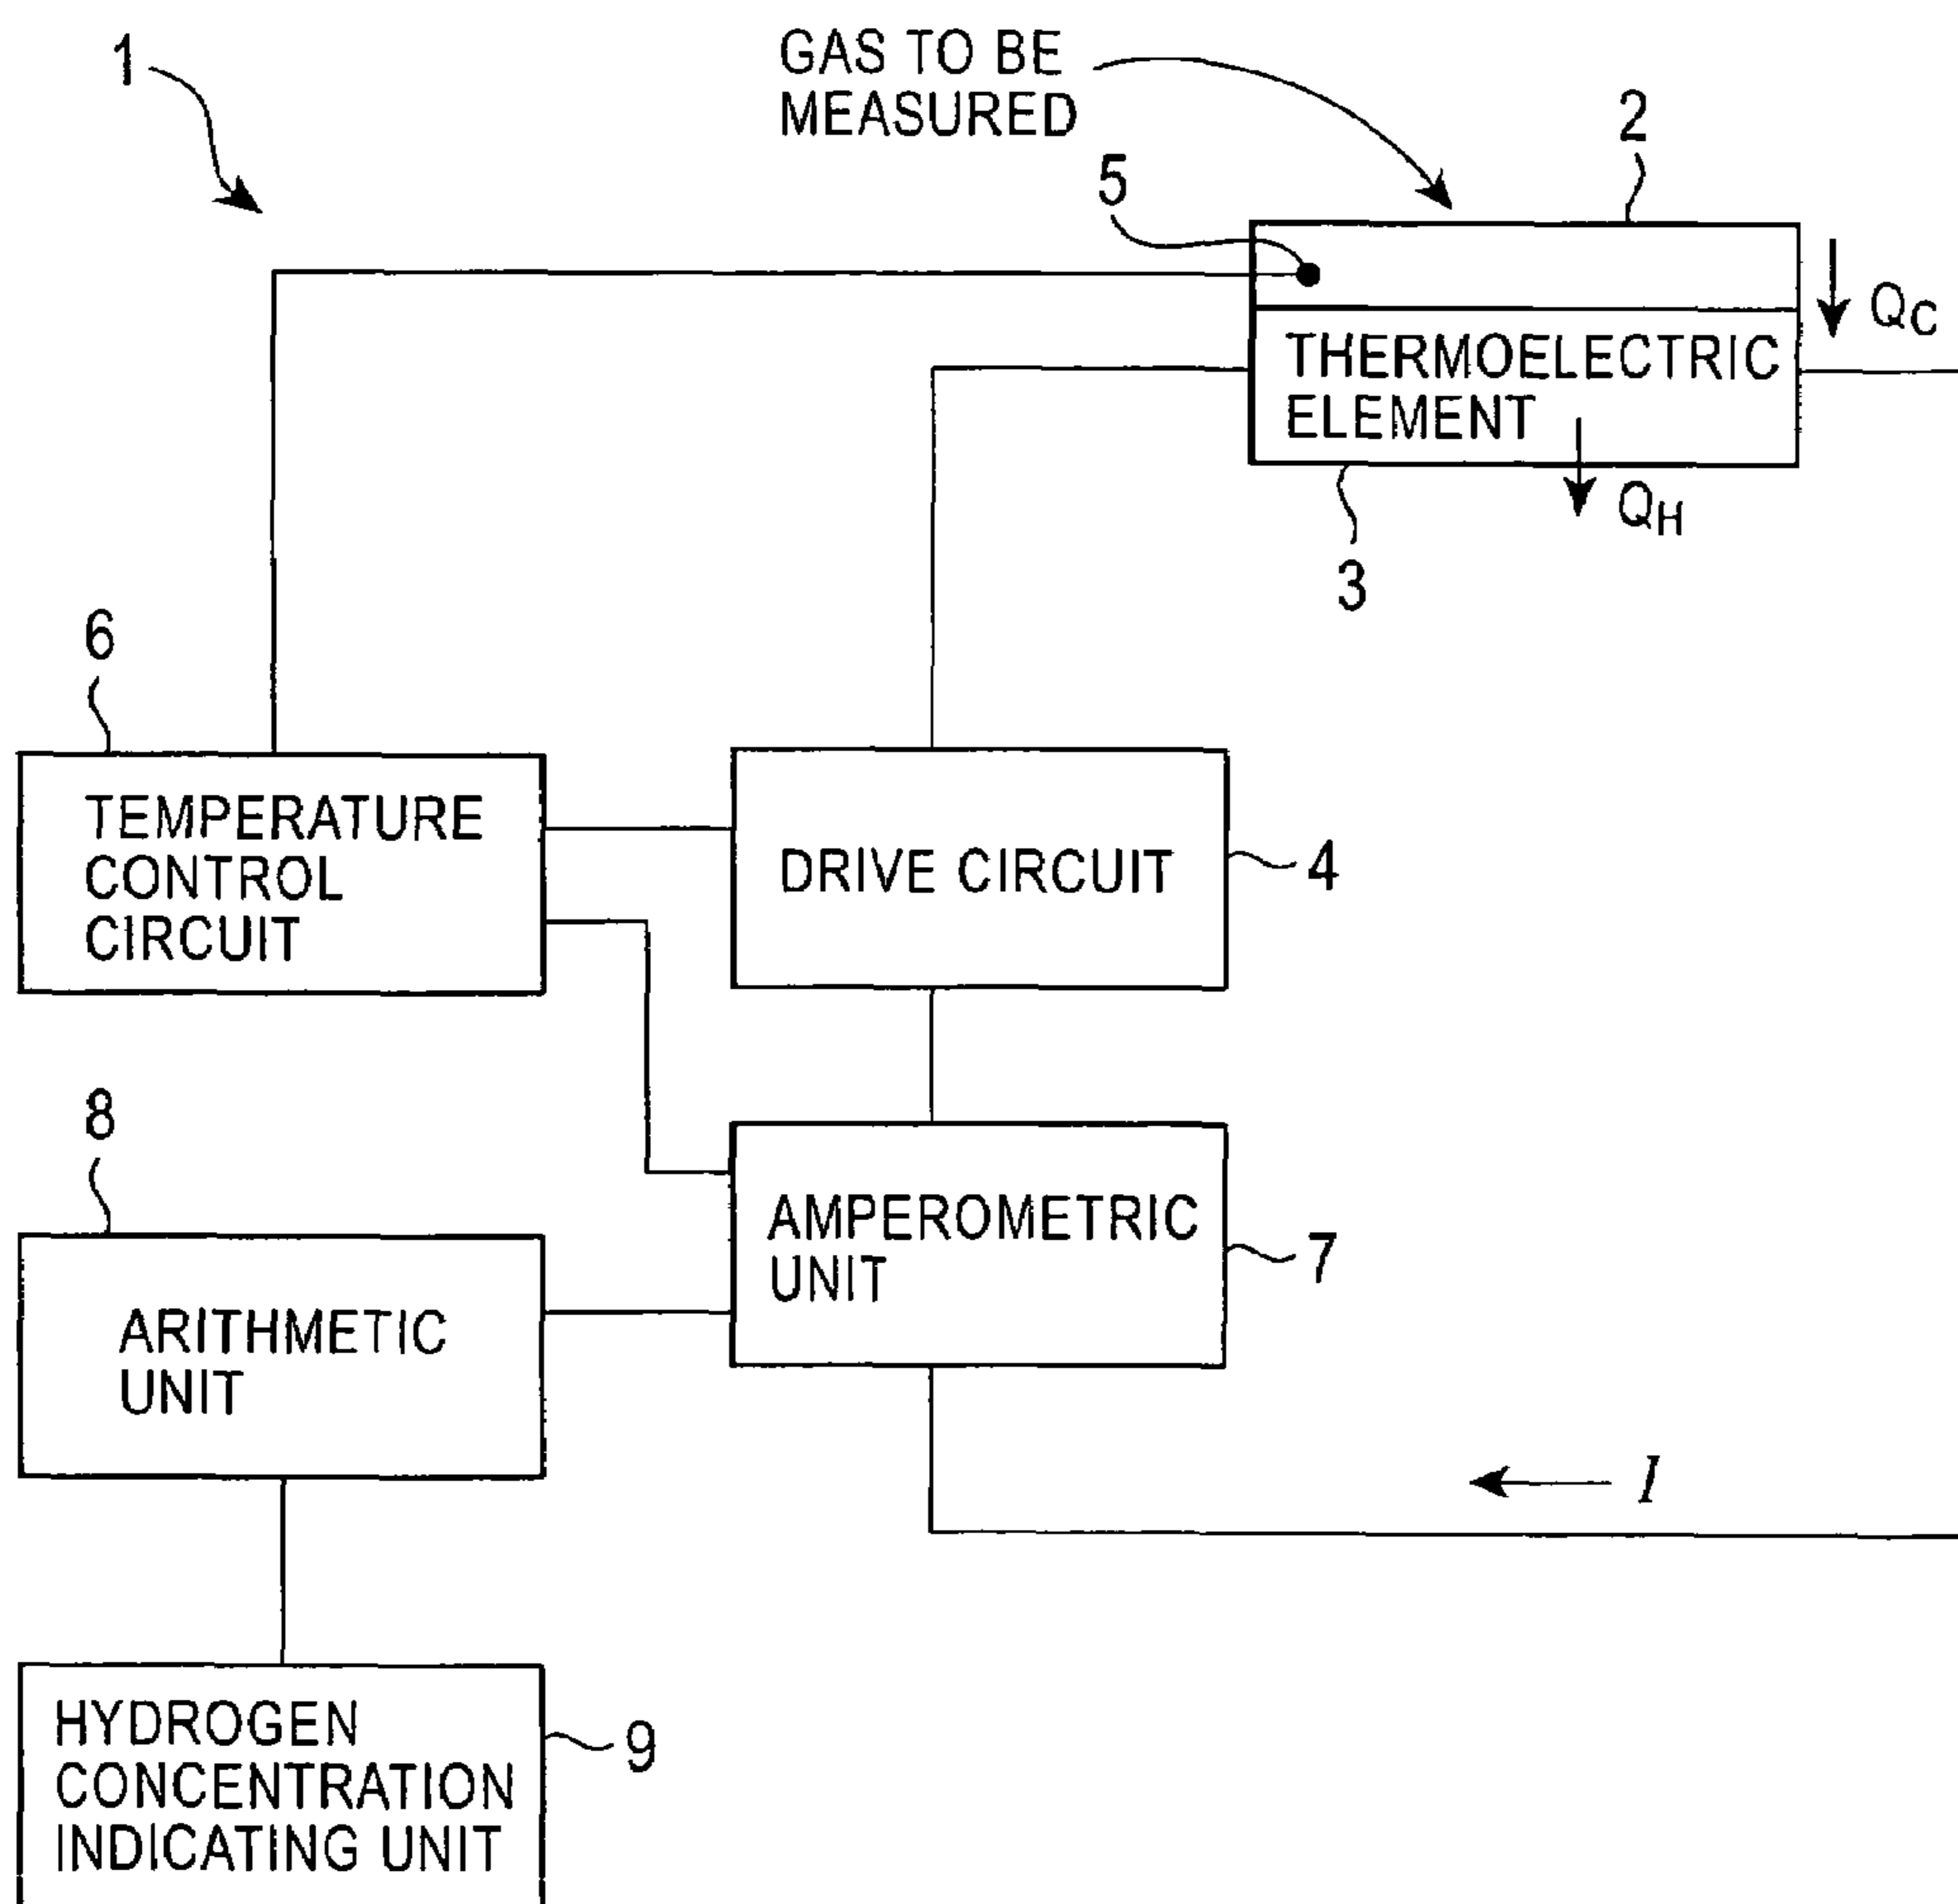 1
GAS TO BE
MEASURED
2
5
QC
THERMOELECTRIC
ELEMENT
QH
3
6
TEMPERATURE
CONTROL
CIRCUIT
DRIVE CIRCUIT
4
8
AMPEROMETRIC
UNIT
7
ARITHMETIC
UNIT
I
HYDROGEN
CONCENTRATION
INDICATING UNIT
9